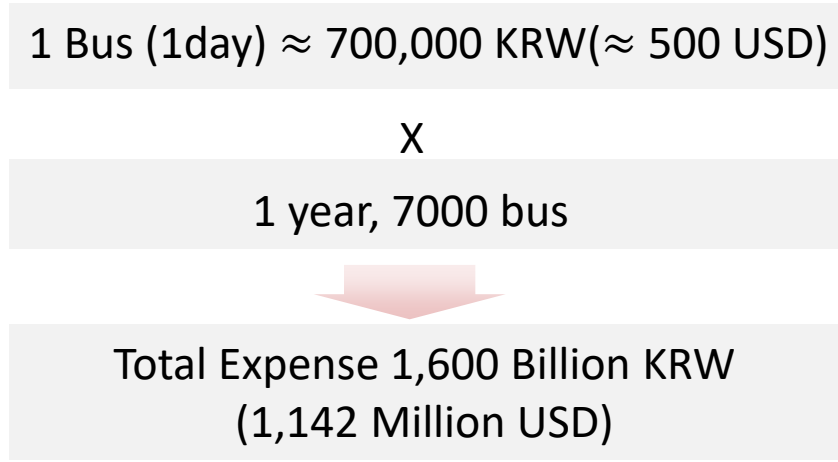 1 Bus (1day) ≈ 700,000 KRW(≈ 500 USD)
X
1 year, 7000 bus
Total Expense 1,600 Billion KRW
(1,142 Million USD)